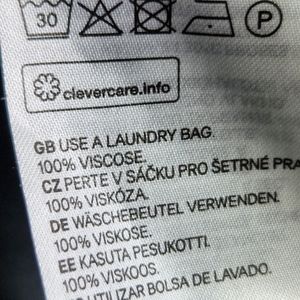 30 P
clevercare.info
GB USE A LAUNDRY BAG.
100% VISCOSE.
CZ PERTE V SÁČKU PRO ŠETRNÉ
100% VISKÓZA.
DE WÄSCHEBEUTEL VERWENDEN.
100% VISKOSE.
EE KASUTA PESUKOTTI.
100% VISKOOS.
UTILIZAR BOLSA DE LAVADO.